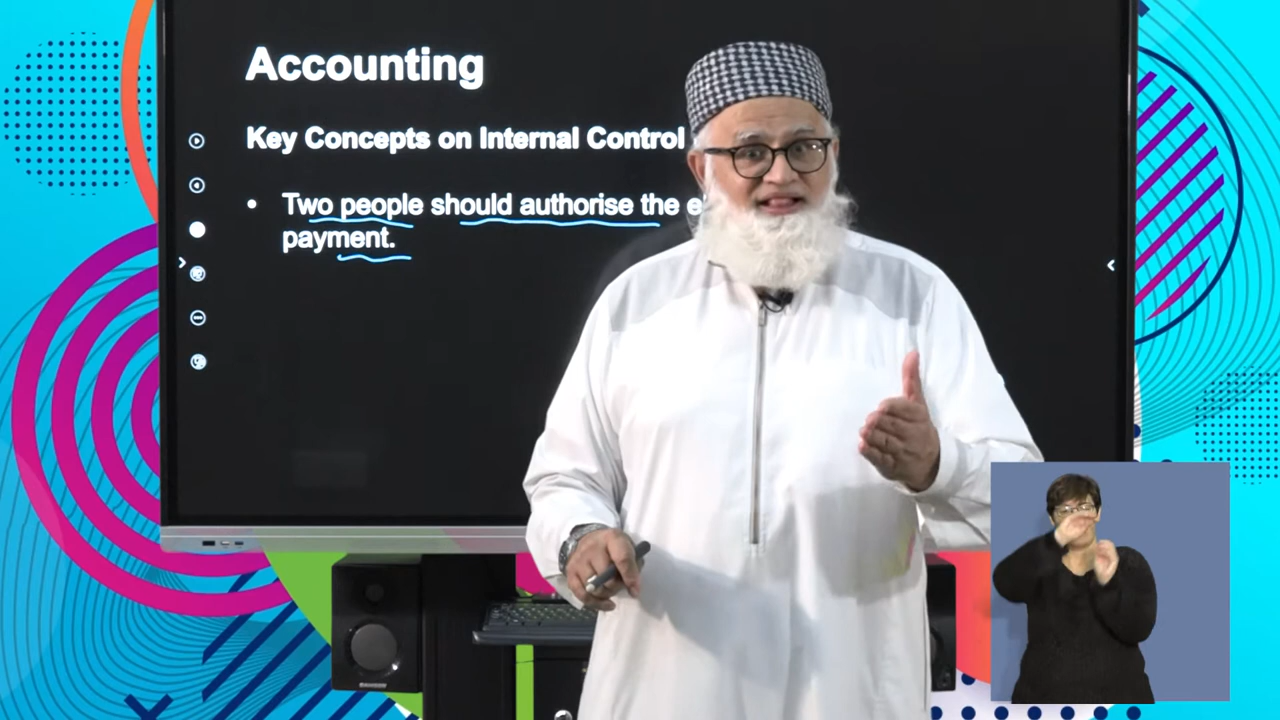 Accounting
Key Concepts on Internal Control
• Two people should authorise the
payment.